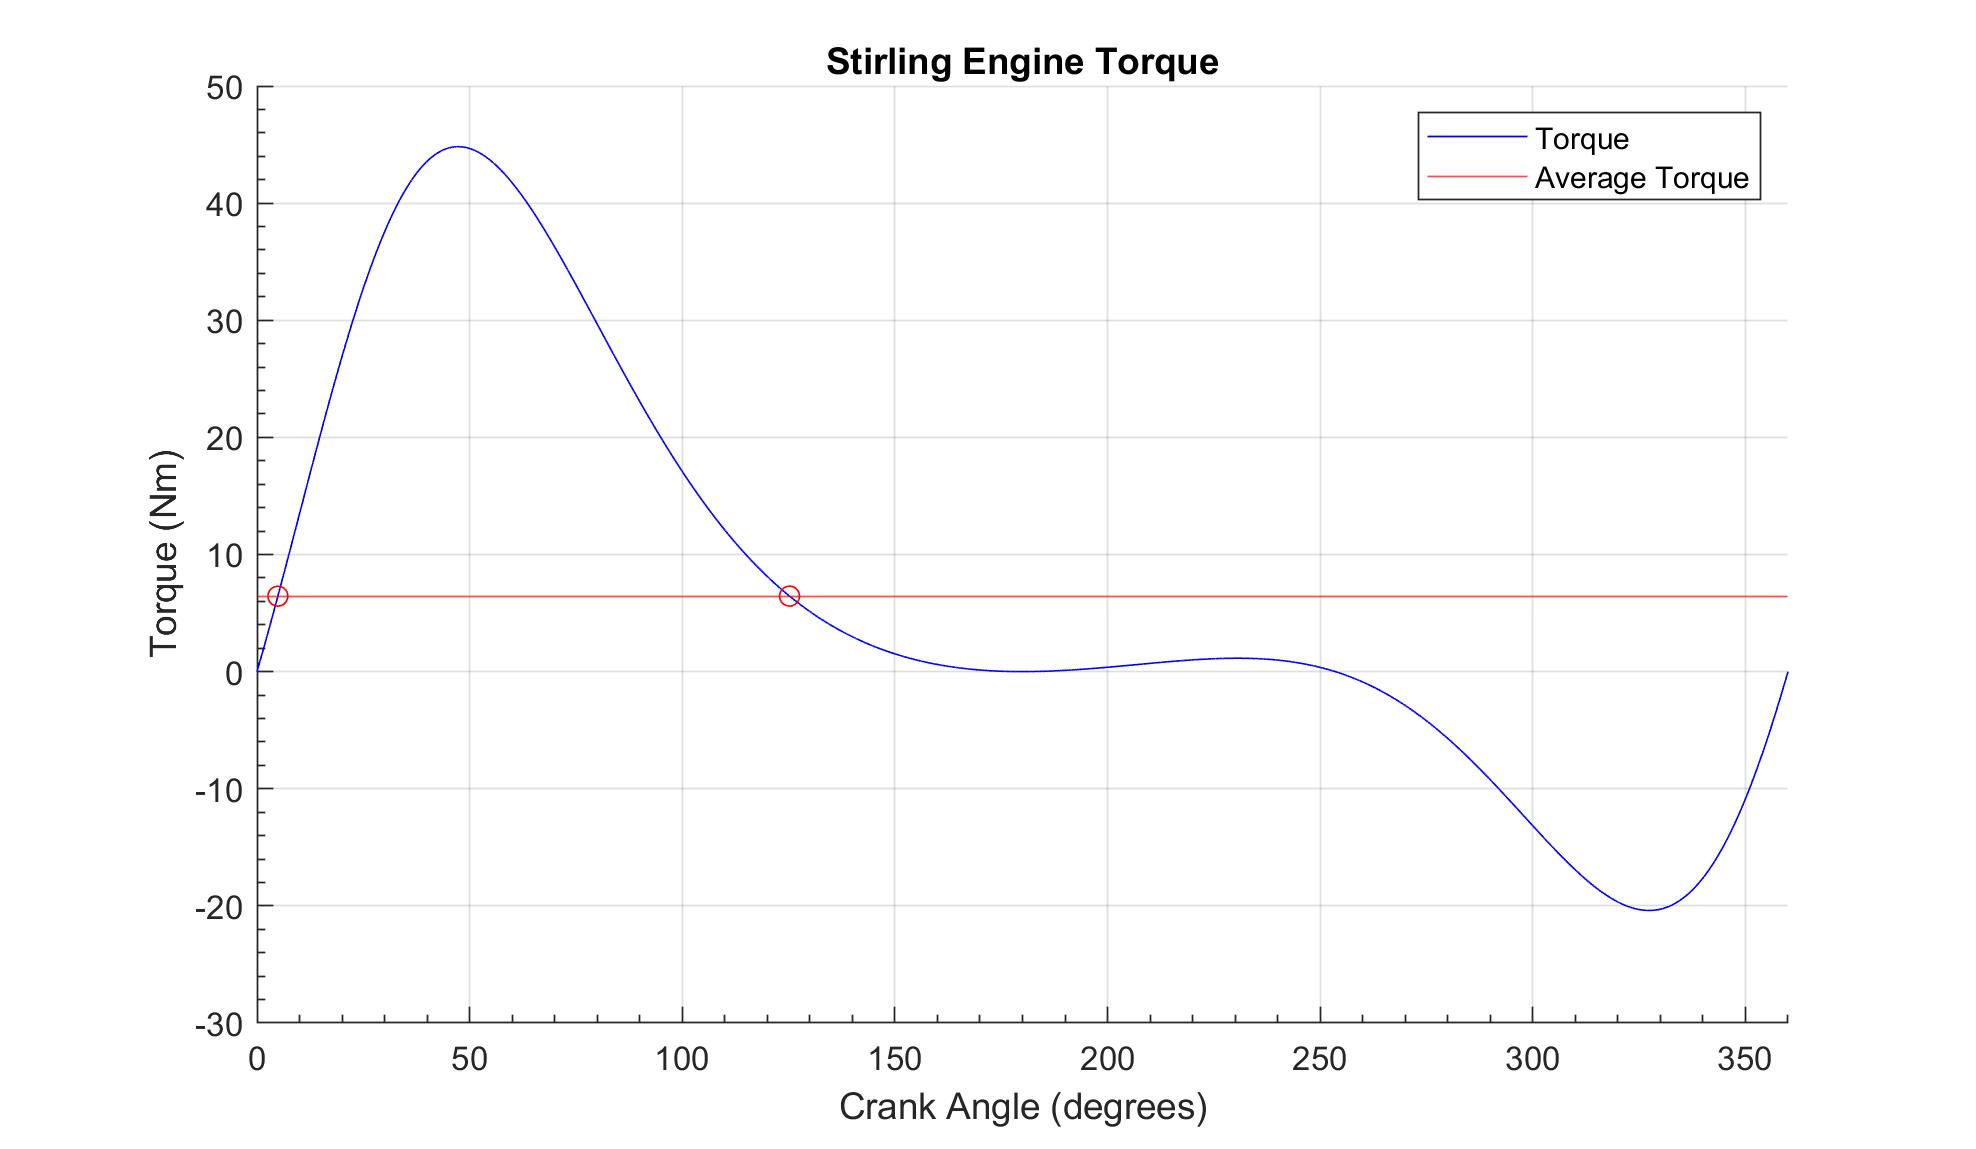 Stirling Engine Torque
50
40
30
20
10
0
-10
-20
-30
Torque (Nm)
Torque
Average Torque
0 50 100 150 200 250 300 350
Crank Angle (degrees)